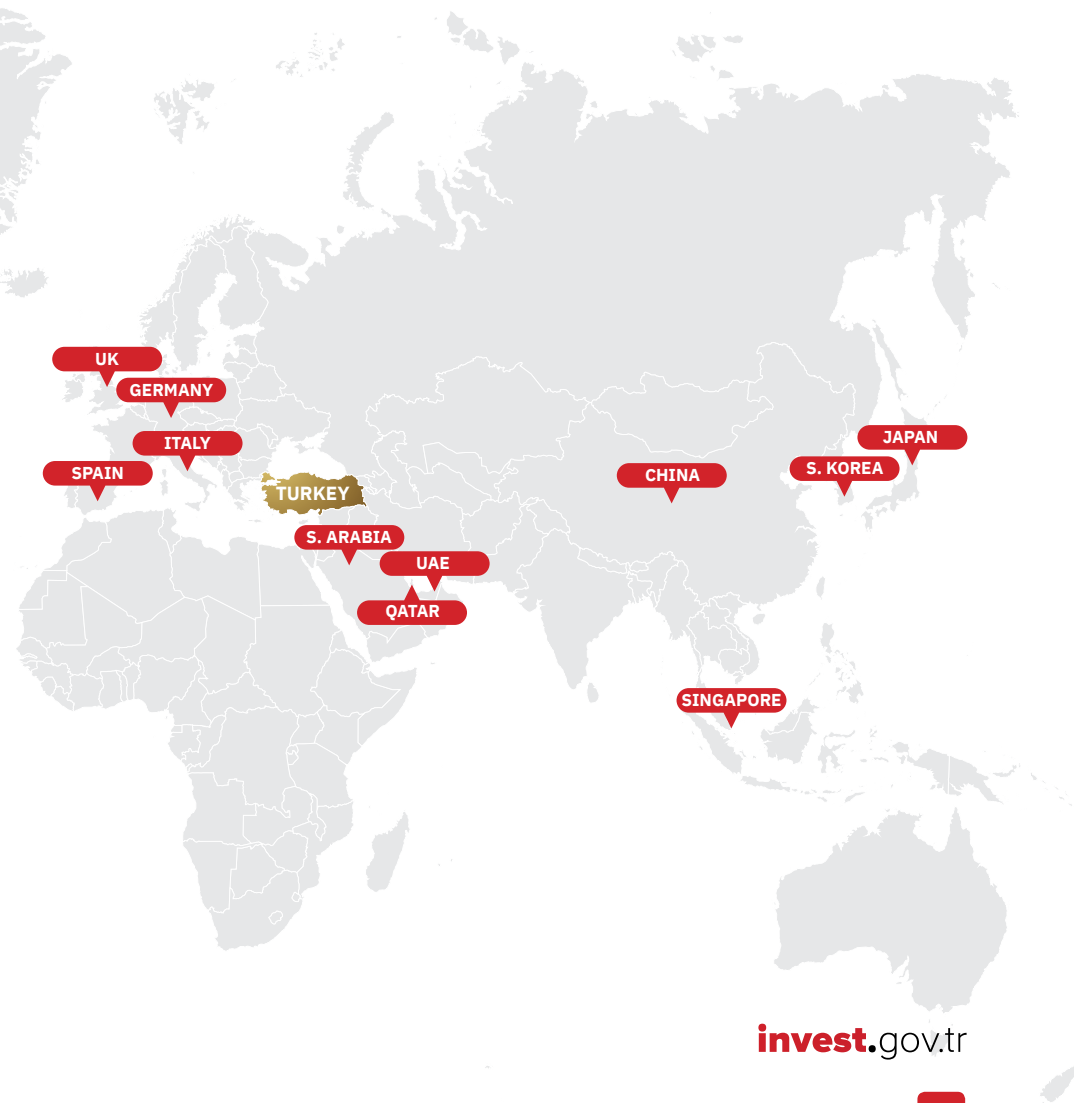 UK
GERMANY
ITALY
JAPAN
SPAIN
S. KOREA
CHINA
TURKEY
S. ARABIA
UAE
QATAR
SINGAPORE
invest.gov.tr